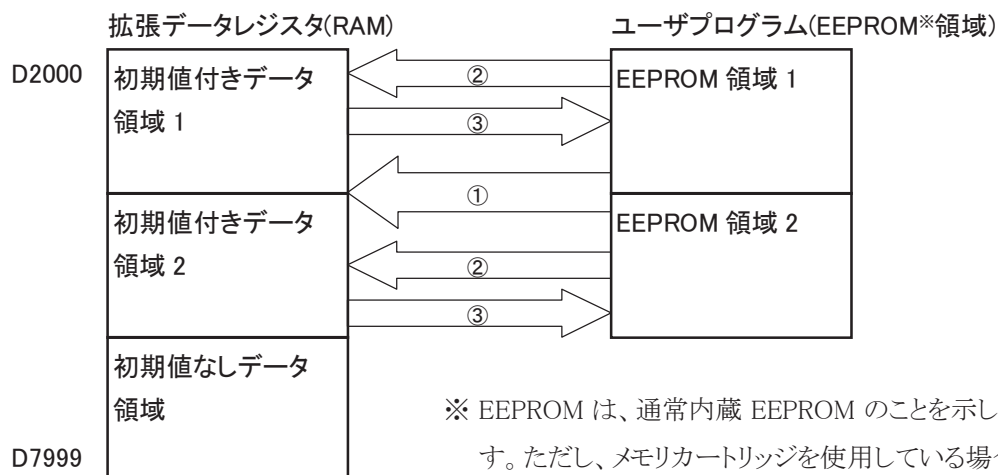 拡張データレジスタ(RAM)
ユーザプログラム(EEPROM※領域)
D2000
初期値付きデータ
領域 1
②
③
EEPROM 領域 1
①
初期値付きデータ
領域 2
②
③
EEPROM 領域 2
初期値なしデータ
領域
D7999
※ EEPROM は、通常内蔵 EEPROM のことを示し
す。ただし、メモリカートリッジを使用している場